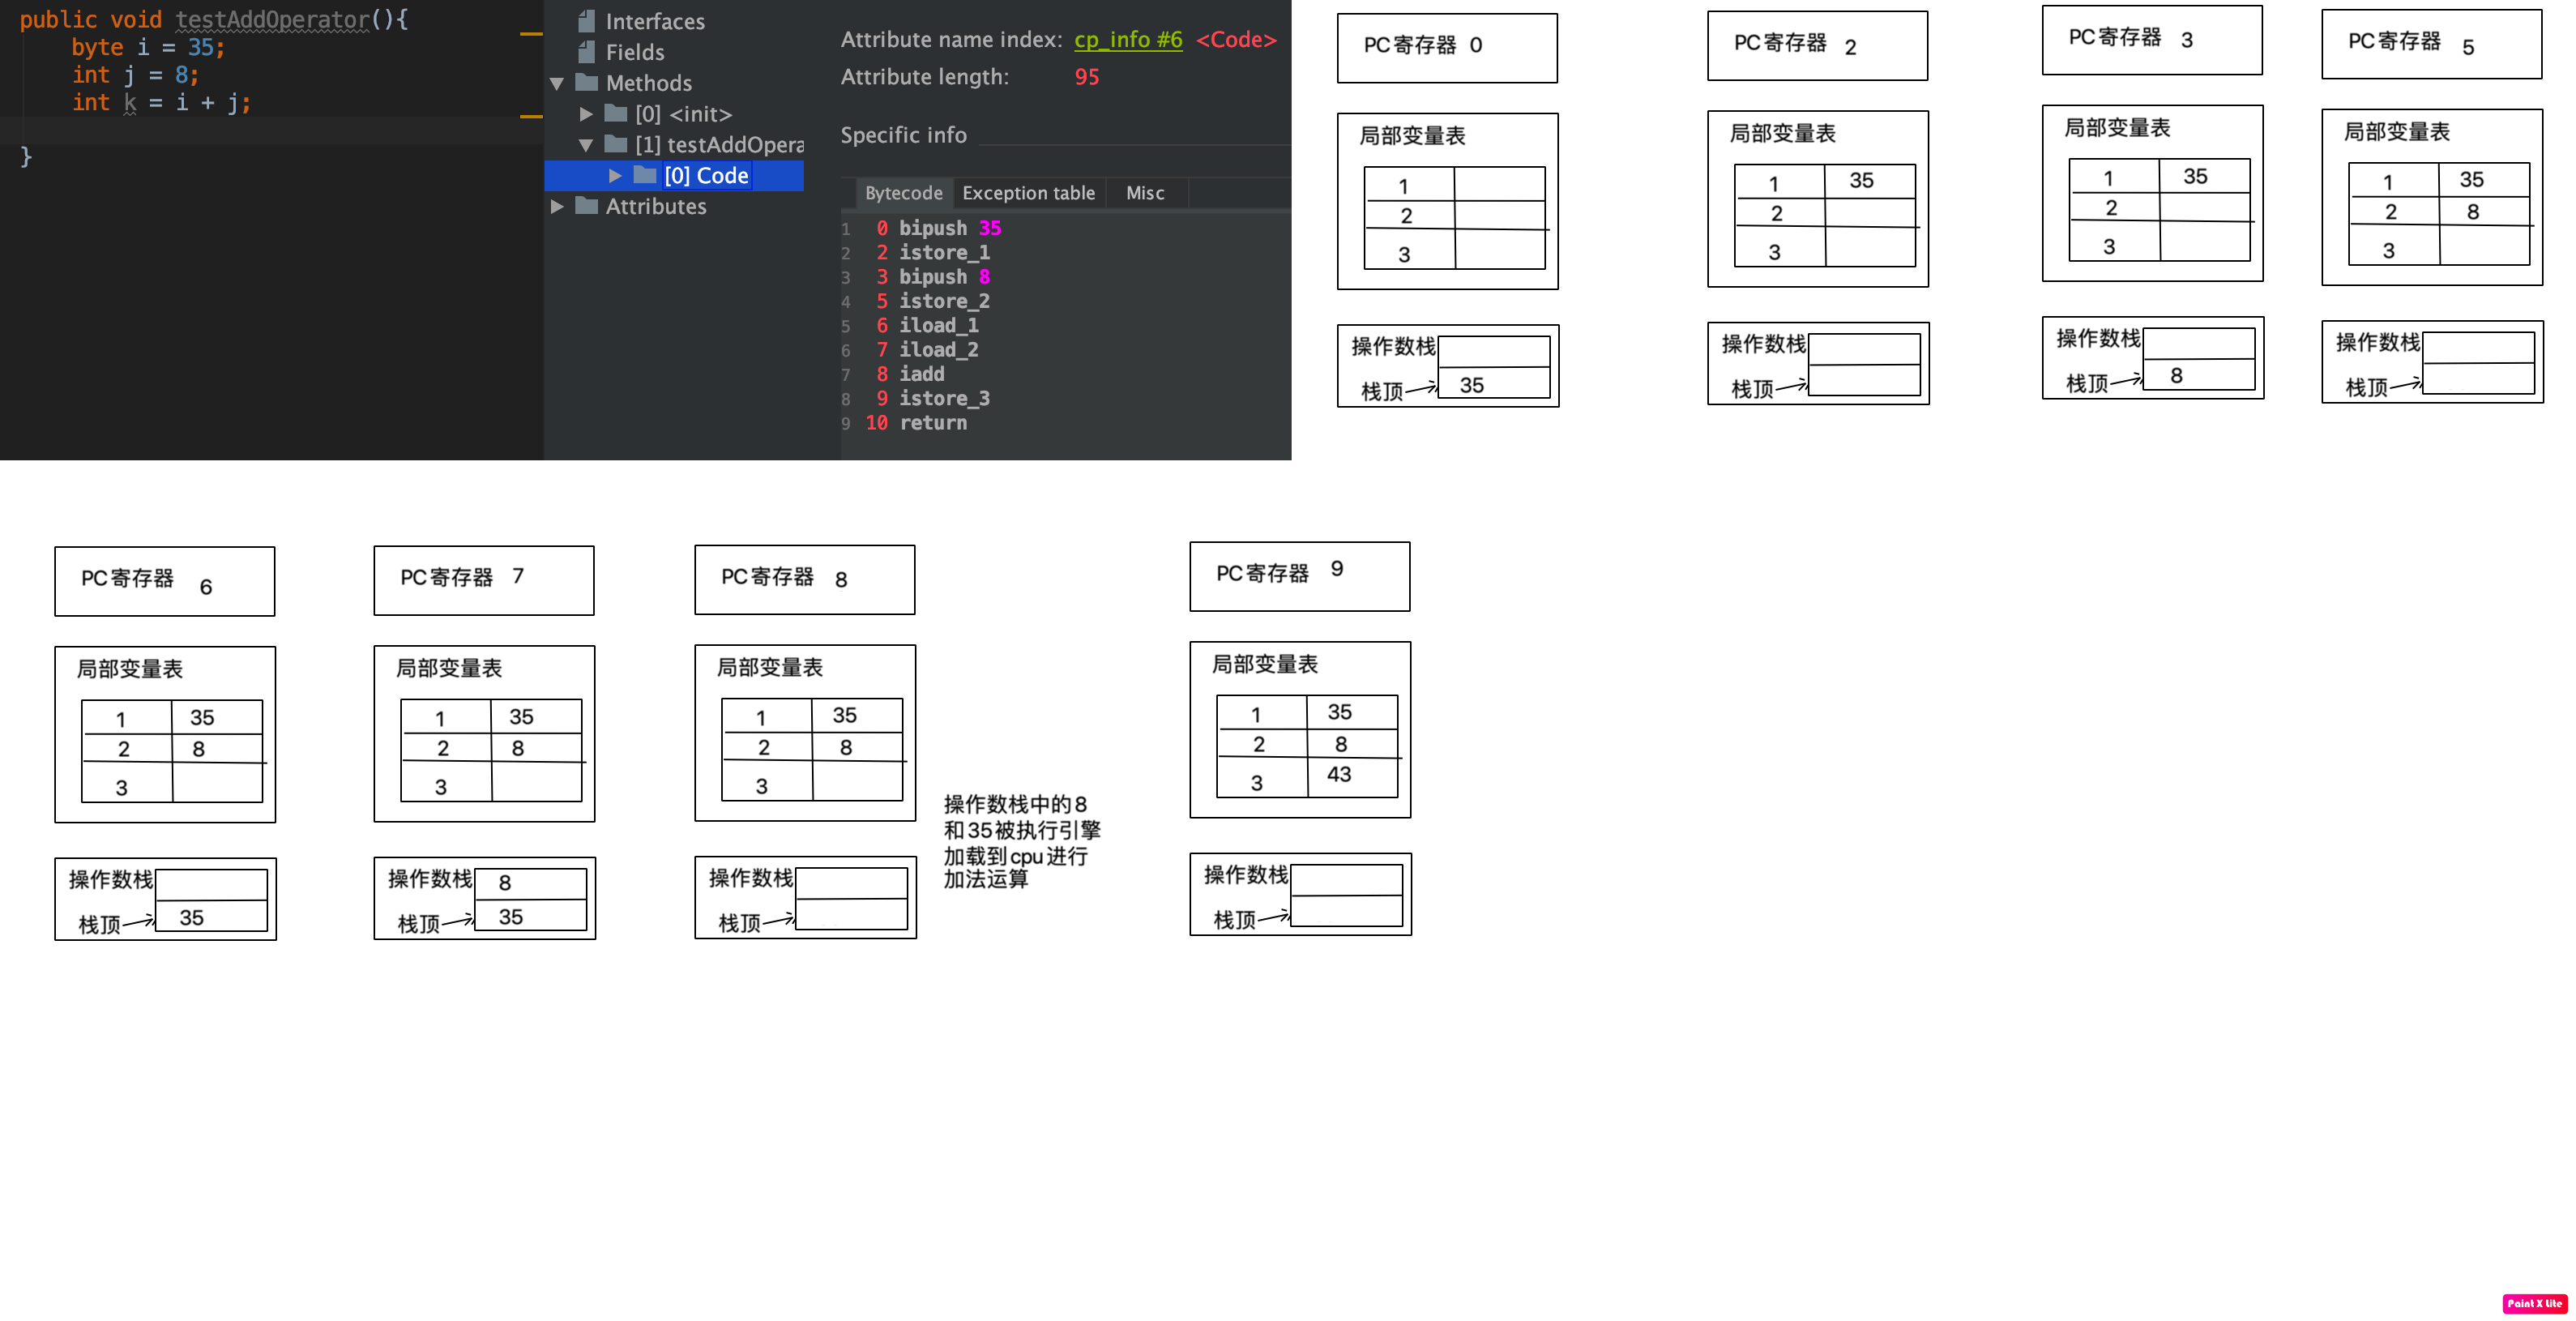 public void testAddOperator(){
byte i = 35;
int j = 8;
int k = i + j;
}
Interfaces
Fields
Methods
[0] <init>
[1] testAddOpera
[0] Code
Attributes
Attribute name index: cp_info #6 <Code>
Attribute length: 95
Specific info
Bytecode Exception table Misc
1 0 bipush 35
2 2 istore_1
3 3 bipush 8
4 5 istore_2
5 6 iload_1
6 7 iload_2
7 8 iadd
8 9 istore_3
9 10 return
PC寄存器 0
局部变量表
1
2
3
操作数栈
栈顶 35
PC寄存器 2
局部变量表
1 35
2
3
操作数栈
栈顶
PC寄存器 3
局部变量表
1 35
2
3
操作数栈
栈顶 8
PC寄存器 5
局部变量表
1 35
2 8
3
操作数栈
栈顶
PC寄存器 6
局部变量表
1 35
2 8
3
操作数栈
栈顶 35
PC寄存器 7
局部变量表
1 35
2 8
3
操作数栈 8
栈顶 35
PC寄存器 8
局部变量表
1 35
2 8
3
操作数栈
栈顶
操作数栈中的8
和35被执行引擎
加载到cpu进行
加法运算
PC寄存器 9
局部变量表
1 35
2 8
3 43
操作数栈
栈顶
Paint X Lite